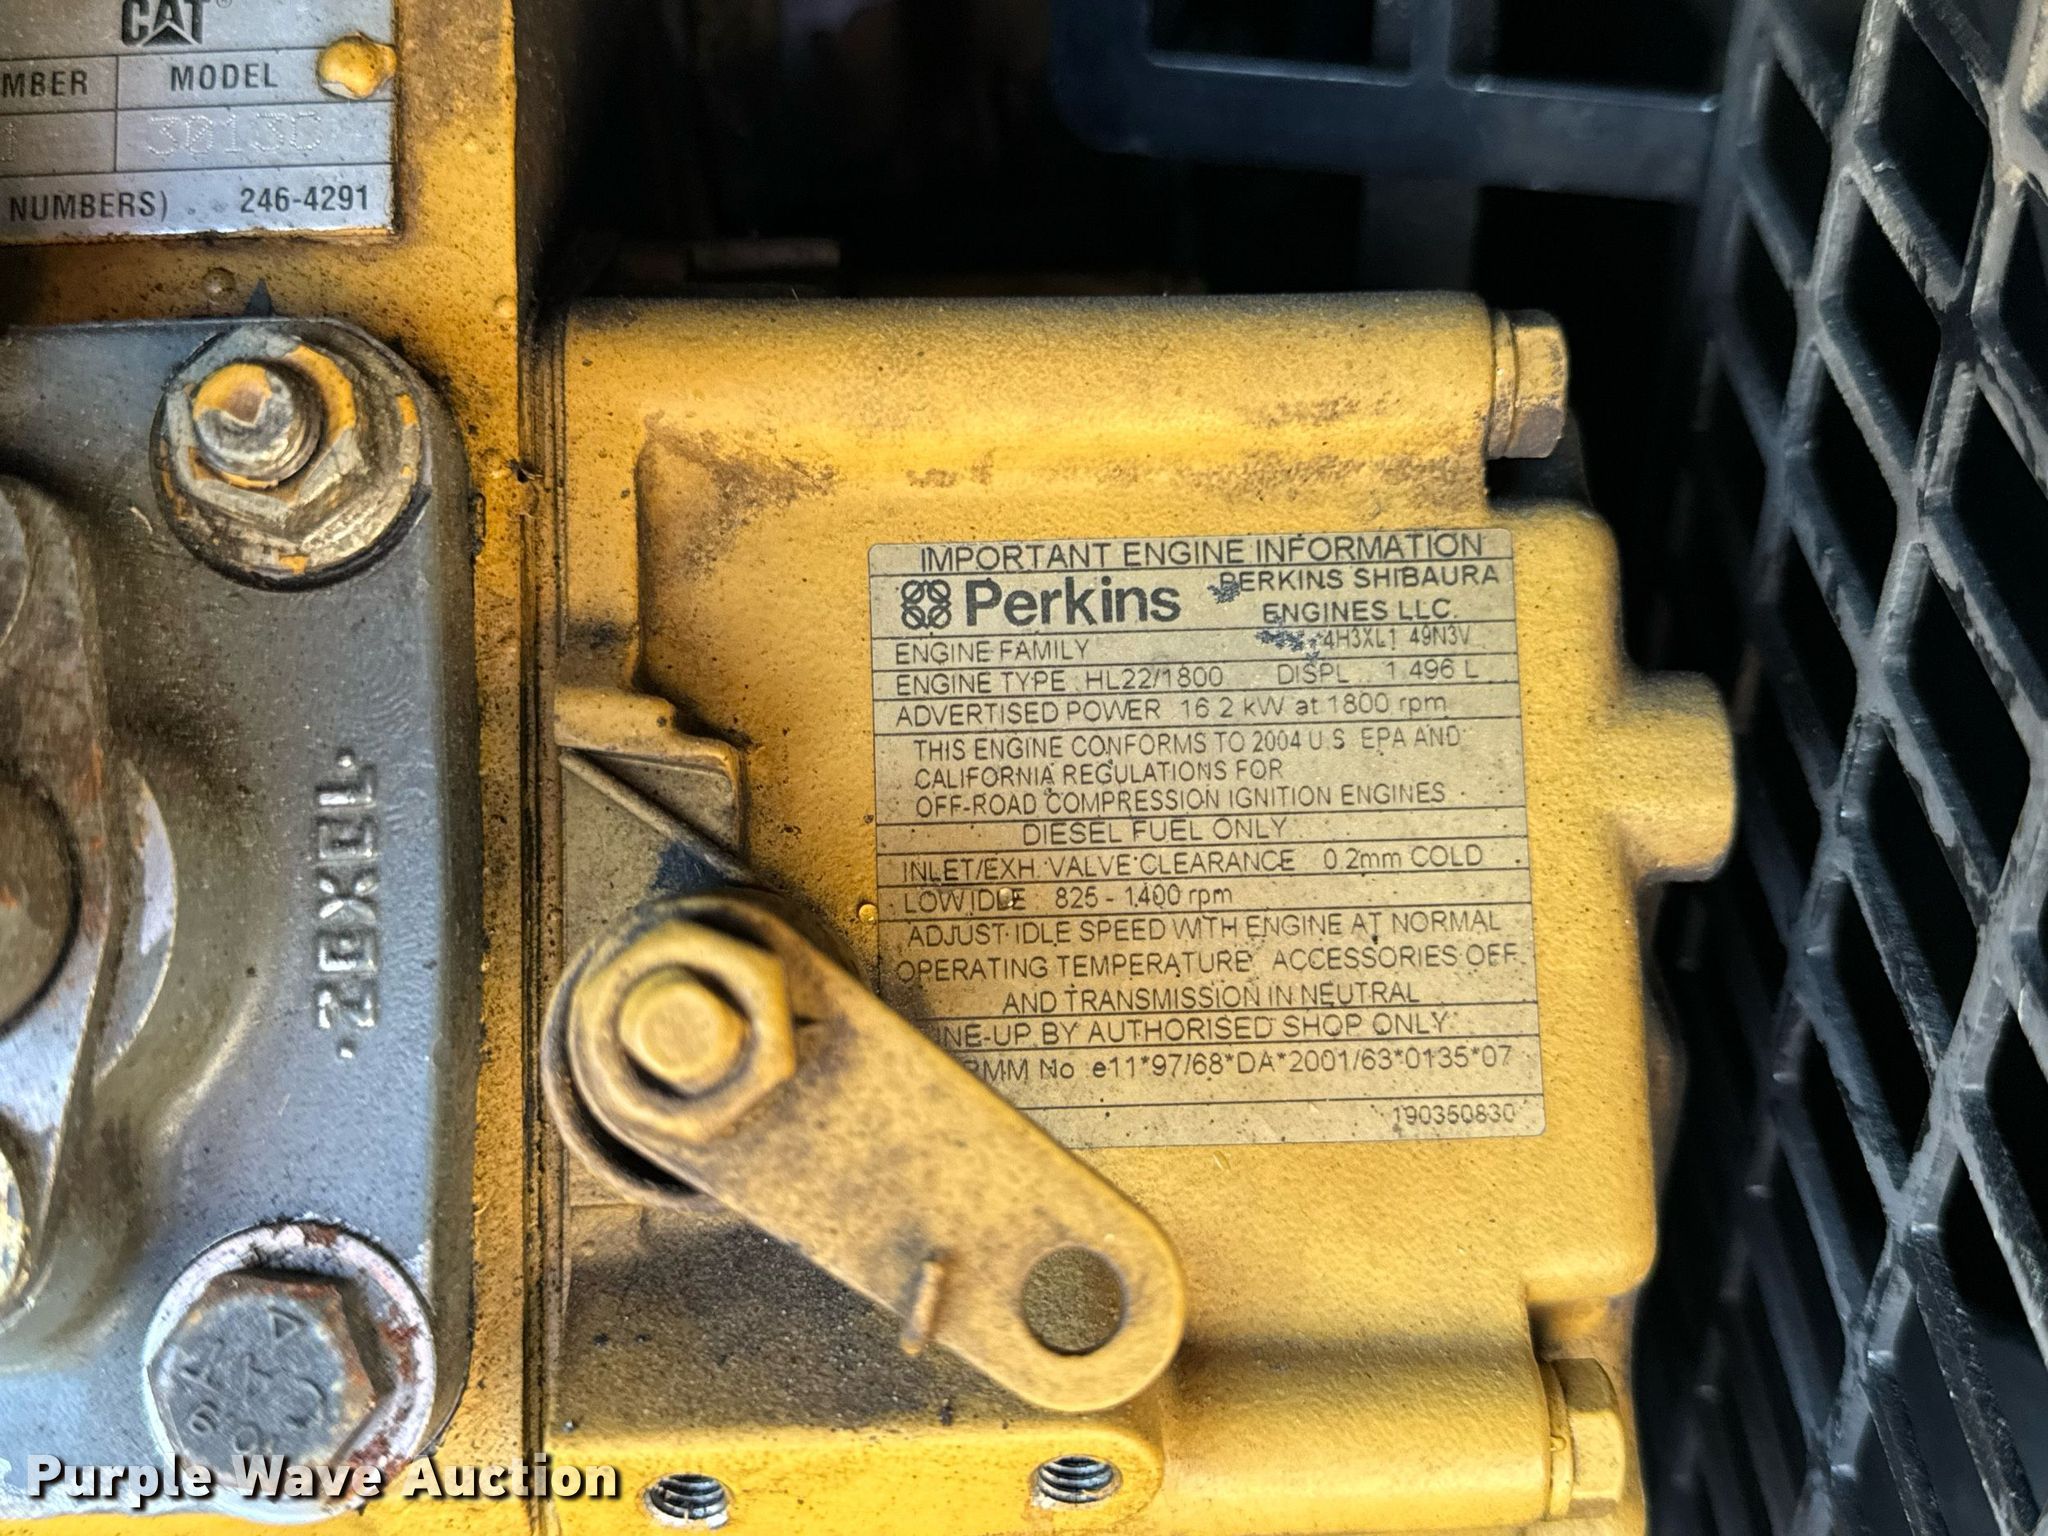 CAT
MBER MODEL
3013C
NUMBERS) 246-4291
ZEXEL
IMPORTANT ENGINE INFORMATION
Perkins PERKINS SHIBAURA
ENGINES LLC.
ENGINE FAMILY 4H3XL1.49N3V
ENGINE TYPE : HL22/1800 DISPL : 1.496 L
ADVERTISED POWER 16.2 kW at 1800 rpm
THIS ENGINE CONFORMS TO 2004 U.S. EPA AND
CALIFORNIA REGULATIONS FOR
OFF-ROAD COMPRESSION IGNITION ENGINES
DIESEL FUEL ONLY
INLET/EXH. VALVE CLEARANCE 0.2mm COLD
LOW IDLE : 825 - 1400 rpm
ADJUST IDLE SPEED WITH ENGINE AT NORMAL
OPERATING TEMPERATURE, ACCESSORIES OFF
AND TRANSMISSION IN NEUTRAL
NE-UP BY AUTHORISED SHOP ONLY
RMM No :e11*97/68*DA*2001/63*0135*07
190350830
Purple Wave Auction